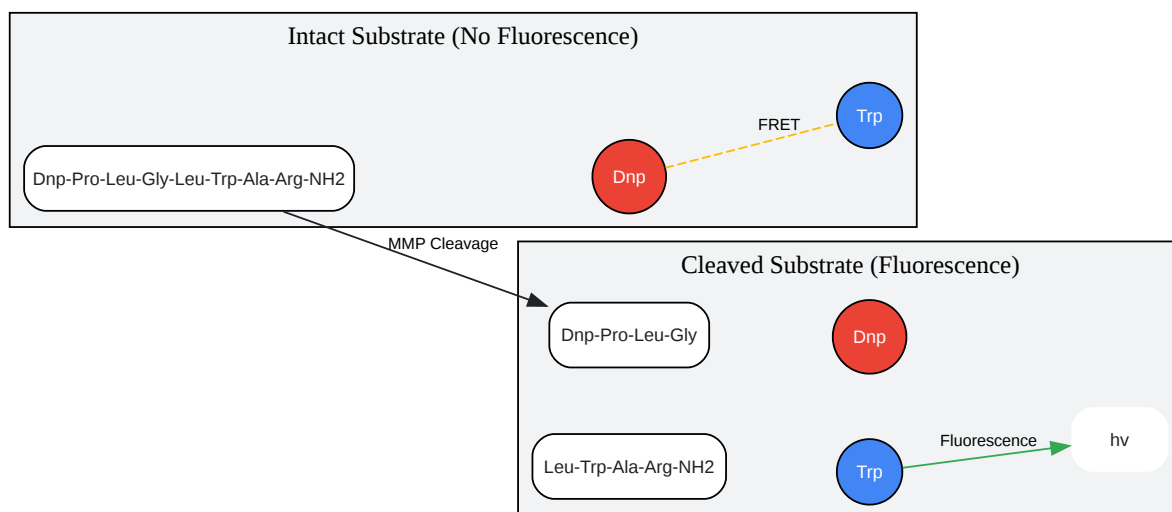 Intact Substrate (No Fluorescence)
Trp
FRET
Dnp-Pro-Leu-Gly-Leu-Trp-Ala-Arg-NH2
Dnp
MMP Cleavage
Cleaved Substrate (Fluorescence)
Dnp-Pro-Leu-Gly
Dnp
Leu-Trp-Ala-Arg-NH2
Trp
Fluorescence
hv